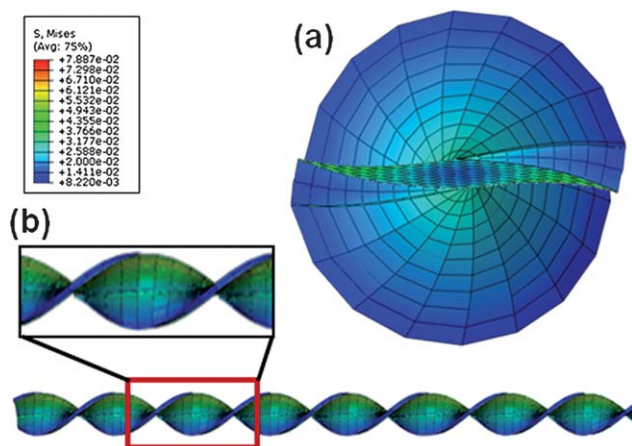 S, Mises
(Avg: 75%)
+7.887e-02
+7.298e-02
+6.710e-02
+6.121e-02
+5.532e-02
+4.943e-02
+4.355e-02
+3.766e-02
+3.177e-02
+2.588e-02
+2.000e-02
+1.411e-02
+8.220e-03
(a)
(b)